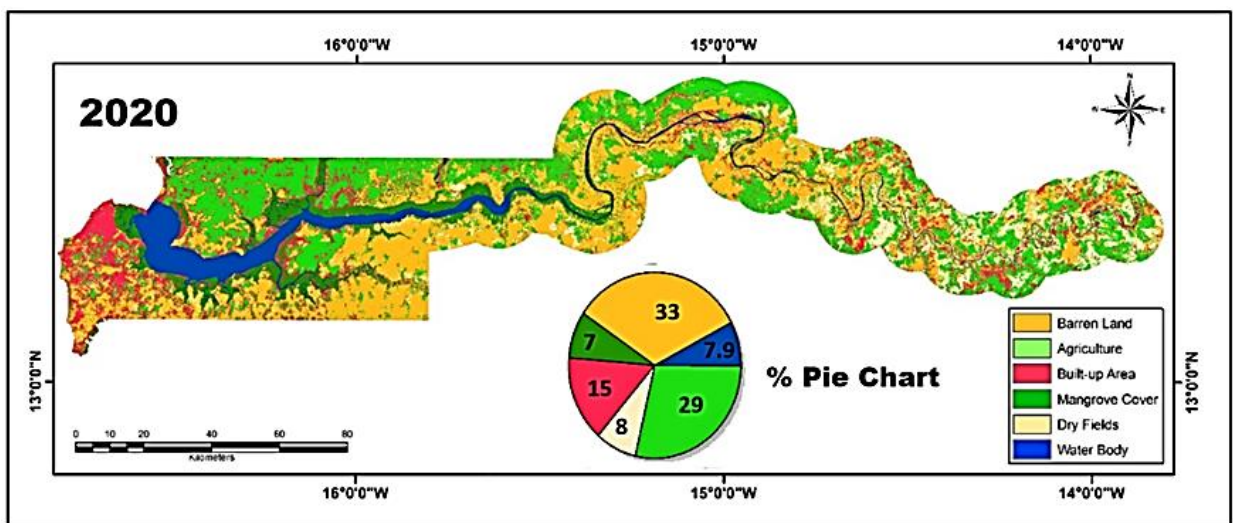 16°0'0"W 15°0'0"W 14°0'0"W
2020
N
W E
S
33
7
7.9
15
29
8
% Pie Chart
Barren Land
Agriculture
Built-up Area
Mangrove Cover
Dry Fields
Water Body
13°0'0"N
13°0'0"N
0 10 20 40 60 80
Kilometers
16°0'0"W 15°0'0"W 14°0'0"W